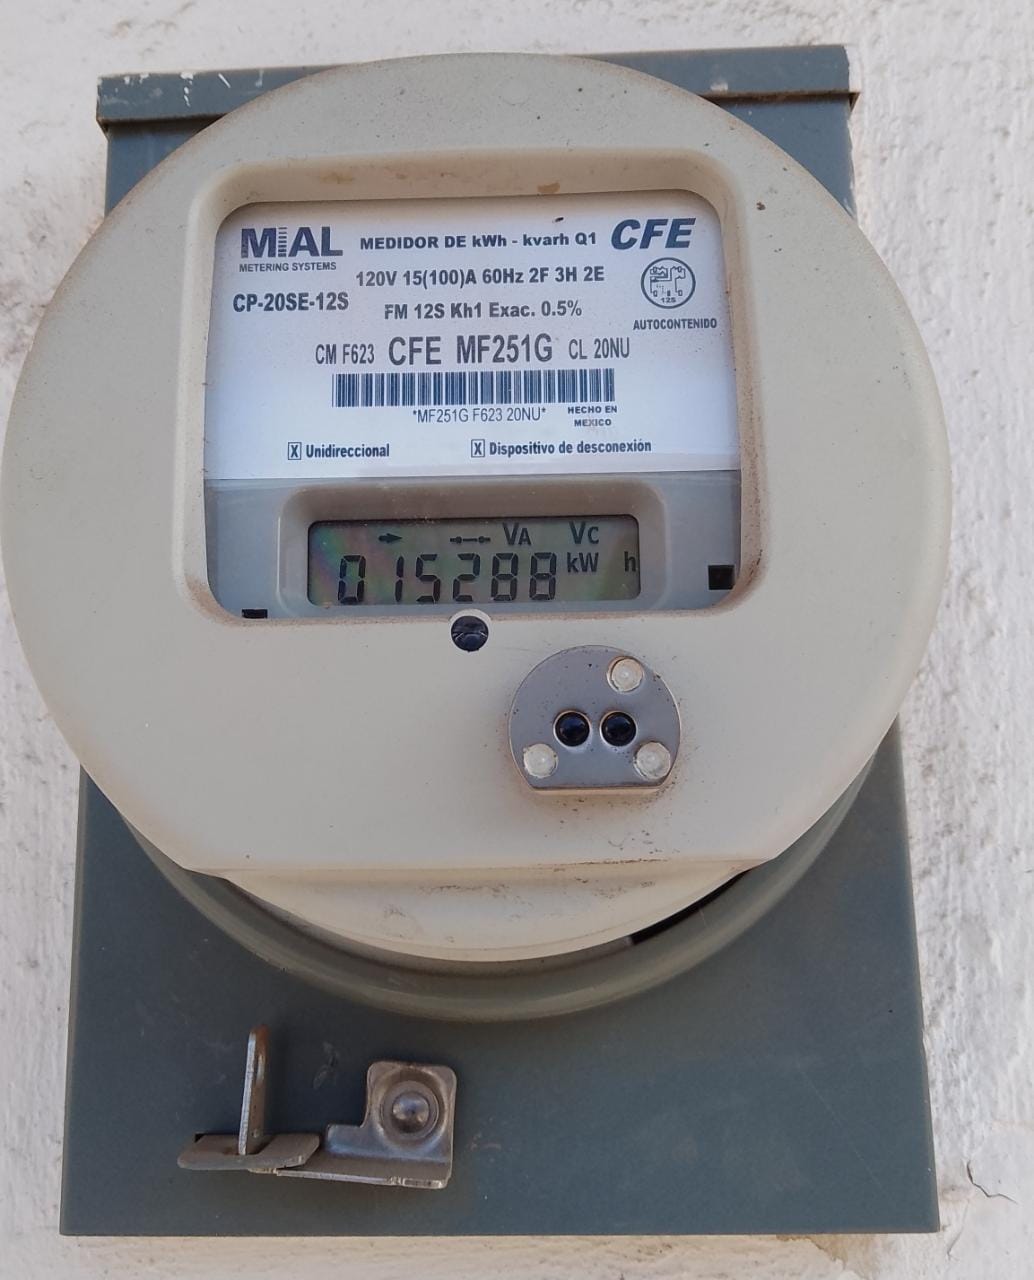 MIAL
METERING SYSTEMS
MEDIDOR DE kWh - kvarh Q1
CFE
120V 15(100)A 60Hz 2F 3H 2E
CP-20SE-12S
FM 12S Kh1 Exac. 0.5%
12S
AUTOCONTENIDO
CM F623 CFE MF251G CL 20NU
*MF251G F623 20NU*
HECHO EN
MEXICO
X Unidireccional
X Dispositivo de desconexión
VA VC
015288 kW h